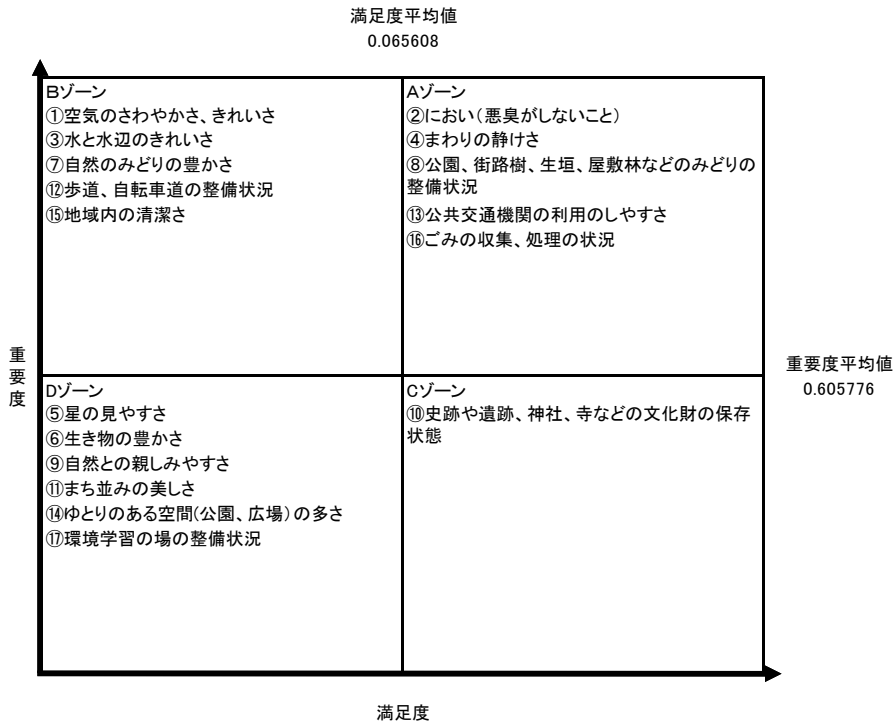 満足度平均値
0.065608
Bゾーン
①空気のさわやかさ、きれいさ
③水と水辺のきれいさ
⑦自然のみどりの豊かさ
⑫歩道、自転車道の整備状況
⑮地域内の清潔さ
Aゾーン
②におい（悪臭がしないこと）
④まわりの静けさ
⑧公園、街路樹、生垣、屋敷林などのみどりの
整備状況
⑬公共交通機関の利用のしやすさ
⑯ごみの収集、処理の状況
重要度
重要度平均値
0.605776
Dゾーン
⑤星の見やすさ
⑥生き物の豊かさ
⑨自然との親しみやすさ
⑪まち並みの美しさ
⑭ゆとりのある空間(公園、広場）の多さ
⑰環境学習の場の整備状況
Cゾーン
⑩史跡や遺跡、神社、寺などの文化財の保存
状態
満足度